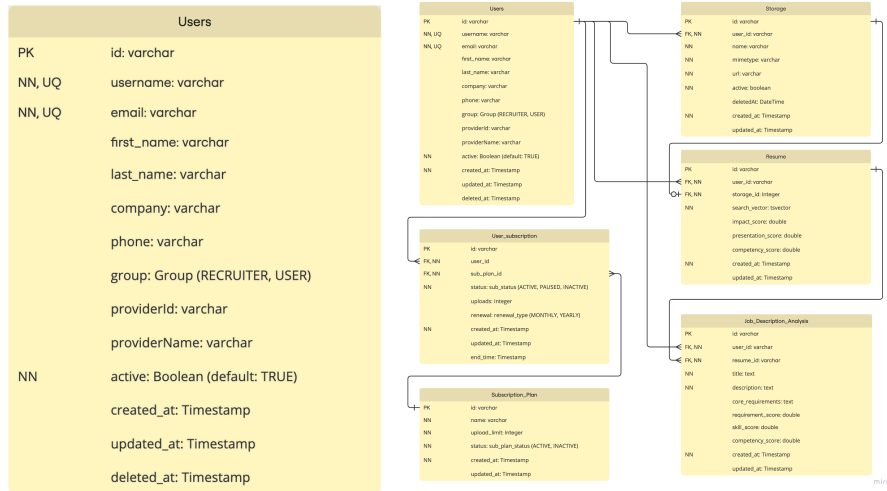 Users
PK id: varchar
NN, UQ username: varchar
NN, UQ email: varchar
first_name: varchar
last_name: varchar
company: varchar
phone: varchar
group: Group (RECRUITER, USER)
providerId: varchar
providerName: varchar
NN active: Boolean (default: TRUE)
created_at: Timestamp
updated_at: Timestamp
deleted_at: Timestamp
Users
PK id: varchar
NN, UQ username: varchar
NN, UQ email: varchar
first_name: varchar
last_name: varchar
company: varchar
phone: varchar
group: Group (RECRUITER, USER)
providerId: varchar
providerName: varchar
NN active: Boolean (default: TRUE)
NN created_at: Timestamp
updated_at: Timestamp
deleted_at: Timestamp
User_subscription
PK id: varchar
FK, NN user_id
FK, NN sub_plan_id
NN status: sub_status (ACTIVE, PAUSED, INACTIVE)
uploads: Integer
renewal: renewal_type (MONTHLY, YEARLY)
NN created_at: Timestamp
updated_at: Timestamp
end_time: Timestamp
Subscription_Plan
PK id: varchar
NN name: varchar
NN upload_limit: Integer
NN status: sub_plan_status (ACTIVE, INACTIVE)
NN created_at: Timestamp
updated_at: Timestamp
Storage
PK id: varchar
FK, NN user_id: varchar
NN name: varchar
NN mimetype: varchar
NN url: varchar
NN active: boolean
deletedAt: DateTime
NN created_at: Timestamp
updated_at: Timestamp
Resume
PK id: varchar
FK, NN user_id: varchar
FK, NN storage_id: Integer
NN search_vector: tsvector
impact_score: double
presentation_score: double
competency_score: double
NN created_at: Timestamp
updated_at: Timestamp
Job_Description_Analysis
PK id: varchar
FK, NN user_id: varchar
FK, NN resume_id: varchar
NN title: text
NN description: text
core_requirements: text
requirement_score: double
skill_score: double
competency_score: double
NN created_at: Timestamp
updated_at: Timestamp